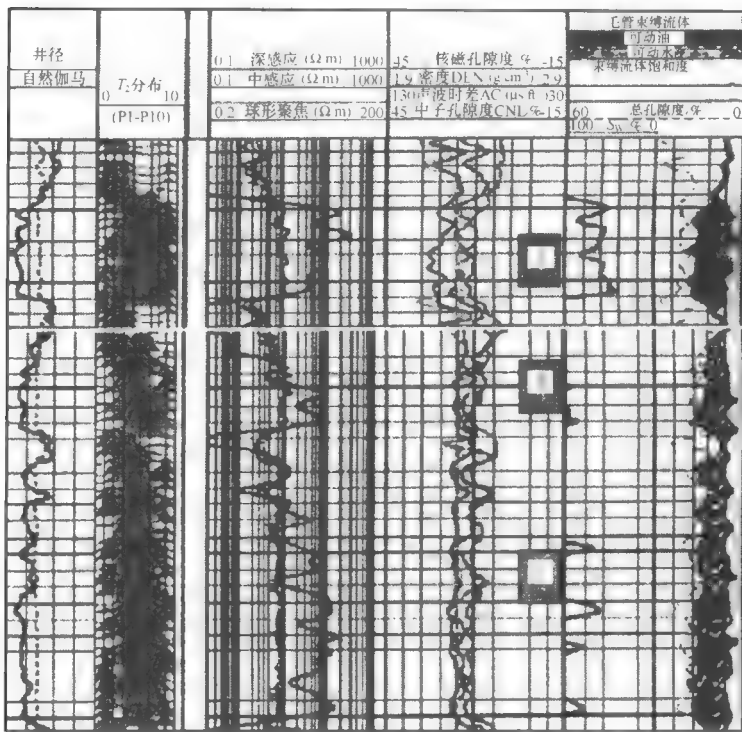 井径
自然伽马
T₂分布
0 10
(P1-P10)
0.1 深感应 (Ω m) 1000
0.1 中感应 (Ω m) 1000
0.2 球形聚焦 (Ω m) 200
45 核磁孔隙度 % -15
1.9 密度DEN (g cm³) 2.9
130 声波时差AC (μs ft)
45 中子孔隙度CNL % -15
毛管束缚流体
可动油
可动水
束缚流体饱和度
60 总孔隙度,% 0
100 Sw % 0